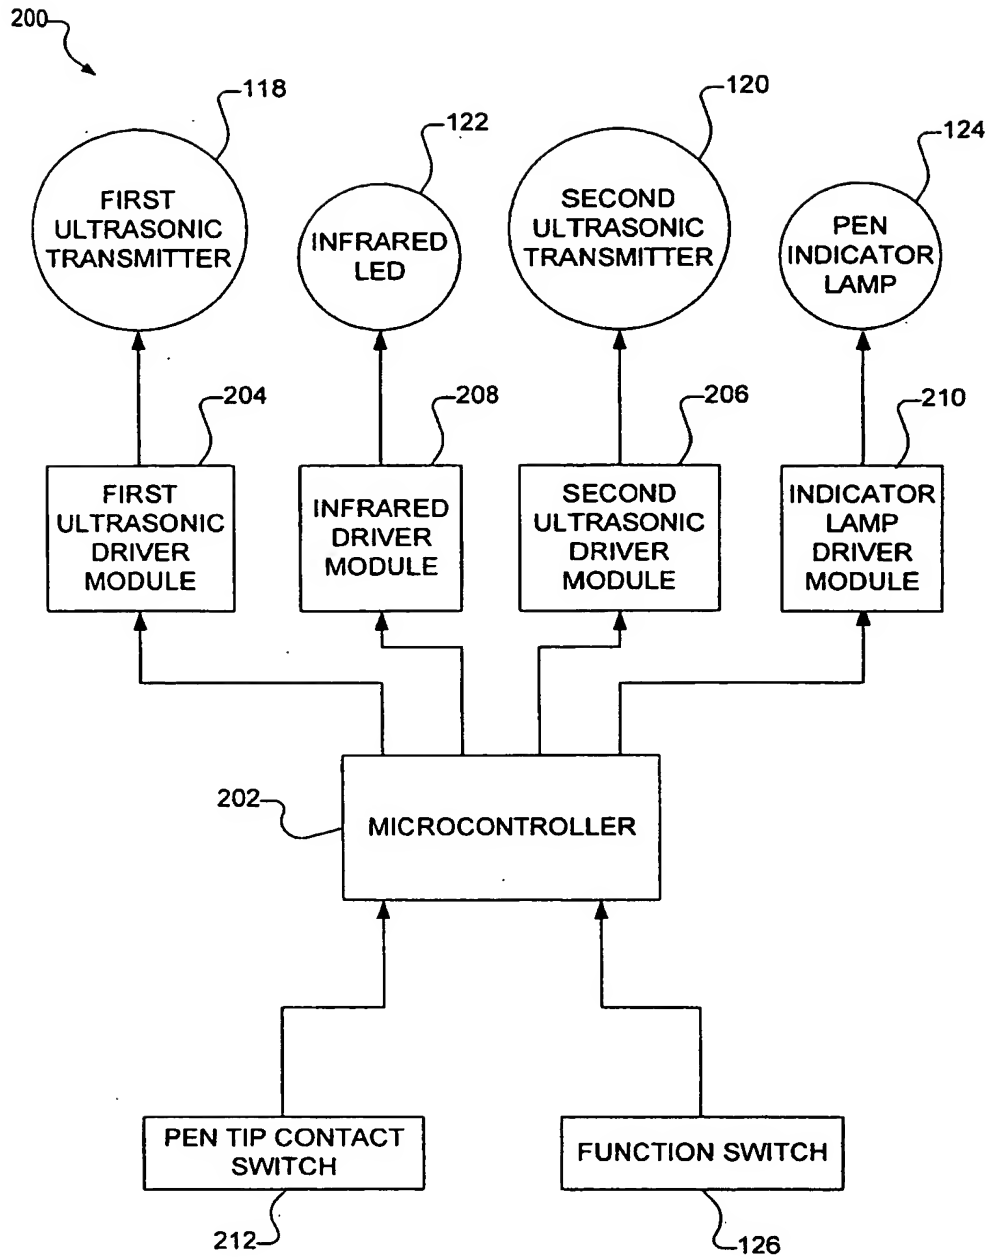 200
118
122
120
124
FIRST
ULTRASONIC
TRANSMITTER
INFRARED
LED
SECOND
ULTRASONIC
TRANSMITTER
PEN
INDICATOR
LAMP
204
208
206
210
FIRST
ULTRASONIC
DRIVER
MODULE
INFRARED
DRIVER
MODULE
SECOND
ULTRASONIC
DRIVER
MODULE
INDICATOR
LAMP DRIVER
MODULE
202
MICROCONTROLLER
PEN TIP CONTACT
SWITCH
FUNCTION SWITCH
212
126